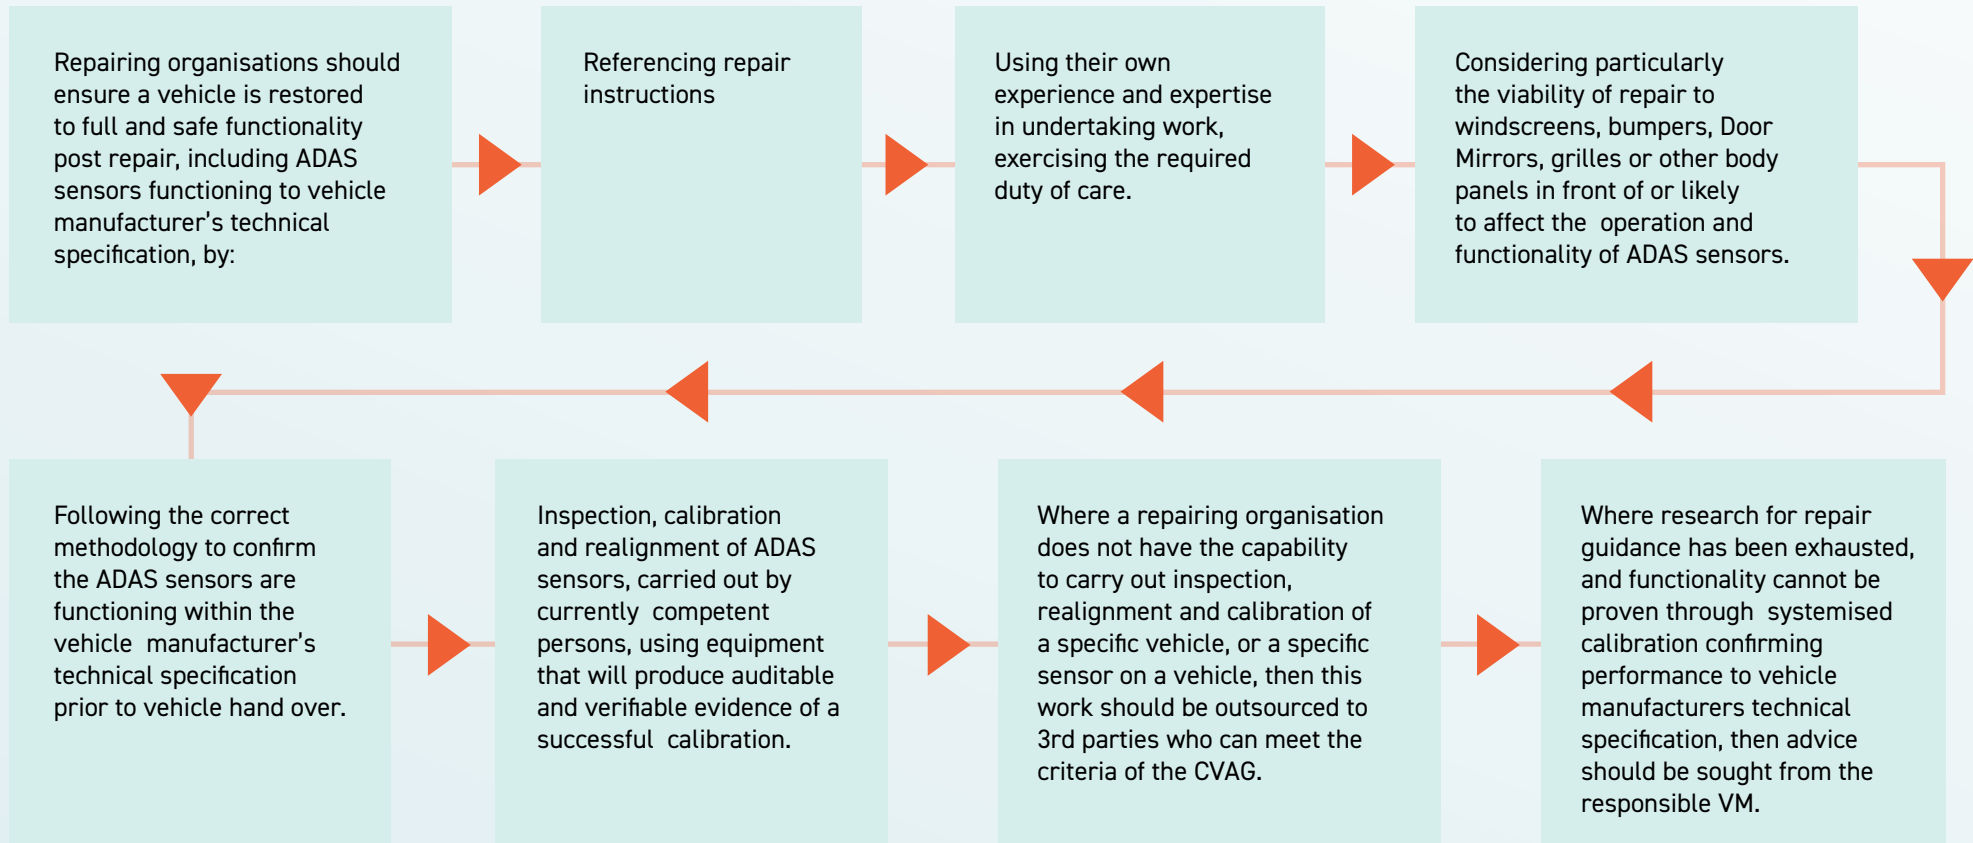 Repairing organisations should
ensure a vehicle is restored
to full and safe functionality
post repair, including ADAS
sensors functioning to vehicle
manufacturer's technical
specification, by:
Referencing repair
instructions
Using their own
experience and expertise
in undertaking work,
exercising the required
duty of care.
Considering particularly
the viability of repair to
windscreens, bumpers, Door
Mirrors, grilles or other body
panels in front of or likely
to affect the operation and
functionality of ADAS sensors.
Following the correct
methodology to confirm
the ADAS sensors are
functioning within the
vehicle manufacturer's
technical specification
prior to vehicle hand over.
Inspection, calibration
and realignment of ADAS
sensors, carried out by
currently competent
persons, using equipment
that will produce auditable
and verifiable evidence of a
successful calibration.
Where a repairing organisation
does not have the capability
to carry out inspection,
realignment and calibration of
a specific vehicle, or a specific
sensor on a vehicle, then this
work should be outsourced to
3rd parties who can meet the
criteria of the CVAG.
Where research for repair
guidance has been exhausted,
and functionality cannot be
proven through systemised
calibration confirming
performance to vehicle
manufacturers technical
specification, then advice
should be sought from the
responsible VM.